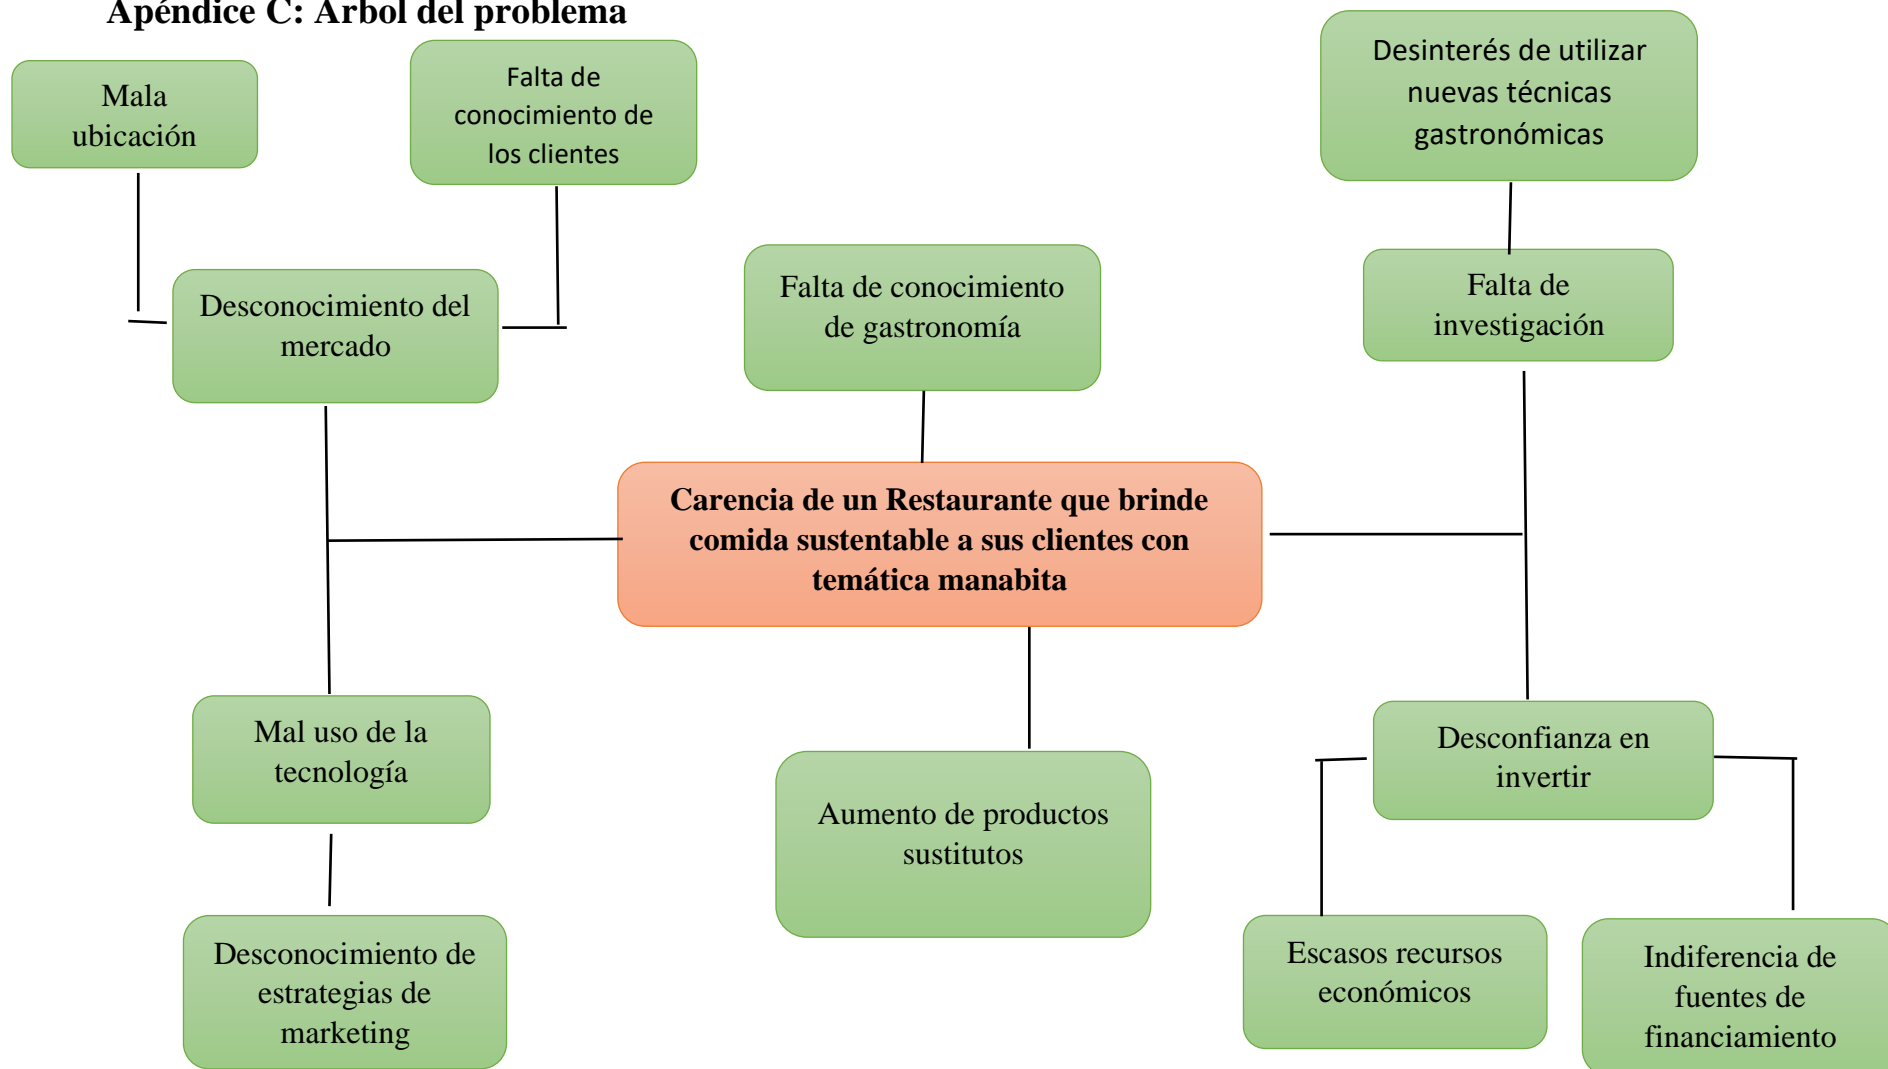 Apéndice C: Árbol del problema
Mala
ubicación
Falta de
conocimiento de
los clientes
Desinterés de utilizar
nuevas técnicas
gastronómicas
Desconocimiento del
mercado
Falta de conocimiento
de gastronomía
Falta de
investigación
Carencia de un Restaurante que brinde
comida sustentable a sus clientes con
temática manabita
Mal uso de la
tecnología
Aumento de productos
sustitutos
Desconfianza en
invertir
Desconocimiento de
estrategias de
marketing
Escasos recursos
económicos
Indiferencia de
fuentes de
financiamiento